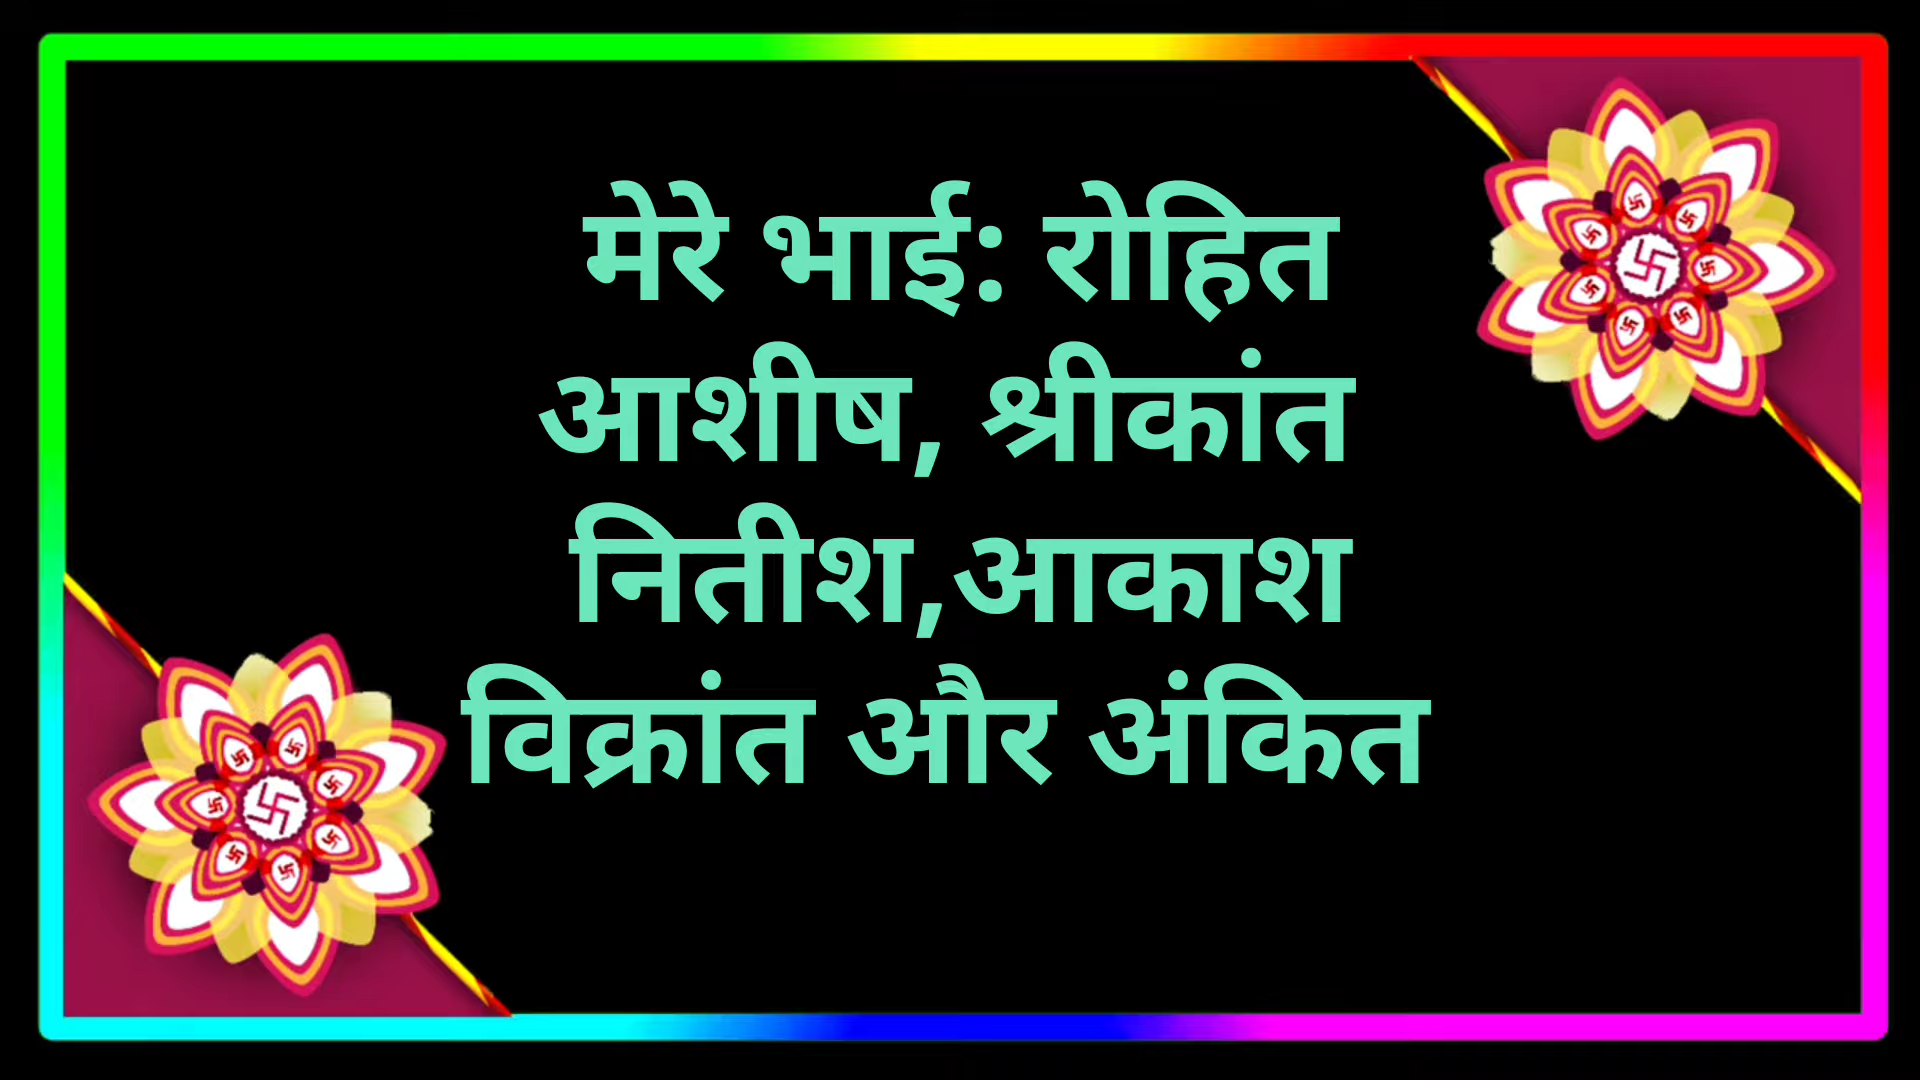 मेरे भाई: रोहित
आशीष, श्रीकांत
नितीश,आकाश
विक्रांत और अंकित